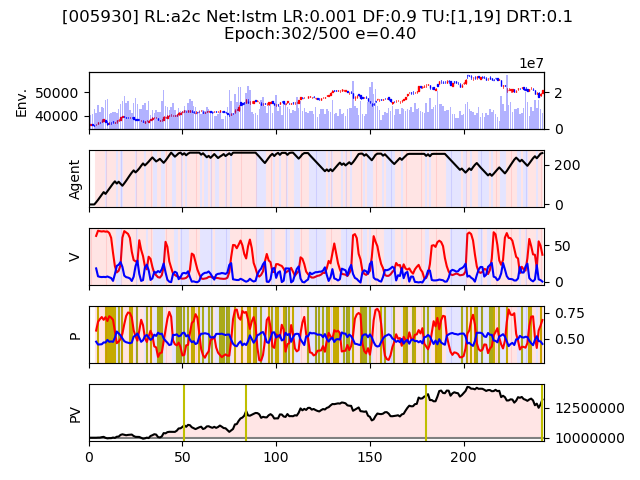 [005930] RL:a2c Net:lstm LR:0.001 DF:0.9 TU:[1,19] DRT:0.1
Epoch:302/500 e=0.40
1e7
Env.
50000
40000
2
0
Agent
200
0
V
50
0
P
0.75
0.50
PV
12500000
10000000
0 50 100 150 200